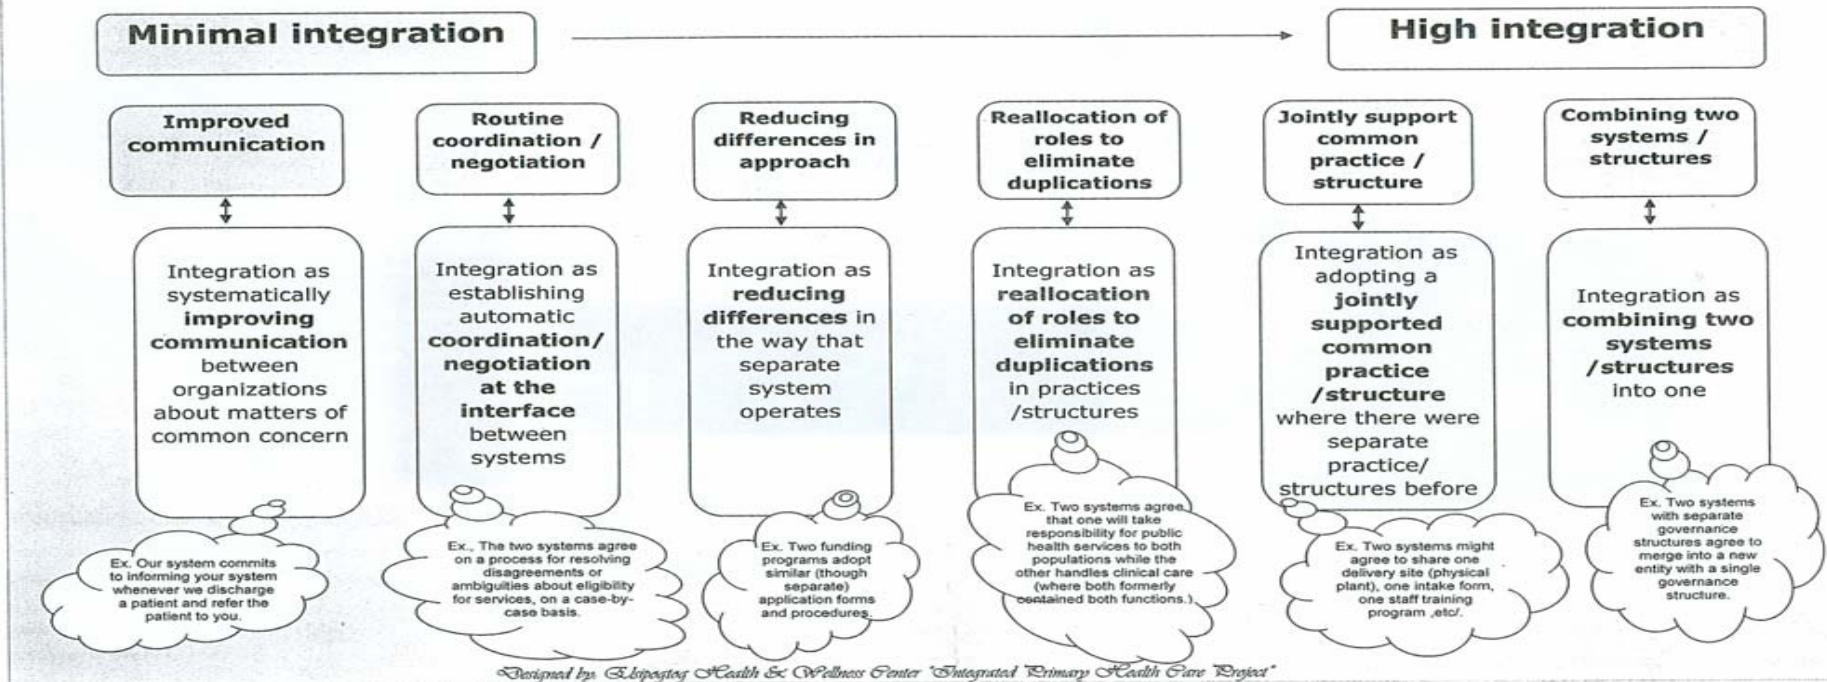 Minimal integration
High integration
Improved
communication
Routine
coordination /
negotiation
Reducing
differences in
approach
Reallocation of
roles to
eliminate
duplications
Jointly support
common
practice /
structure
Combining two
systems /
structures
Integration as
systematically
improving
communication
between
organizations
about matters of
common concern
Integration as
establishing
automatic
coordination/
negotiation
at the
interface
between
systems
Integration as
reducing
differences in
the way that
separate
system
operates
Integration as
reallocation
of roles to
eliminate
duplications
in practices
/structures
Integration as
adopting a
jointly
supported
common
practice
/structure
where there were
separate
practice/
structures before
Integration as
combining two
systems
/structures
into one
Ex. Our system commits
to informing your system
whenever we discharge
a patient and refer the
patient to you.
Ex., The two systems agree
on a process for resolving
disagreements or
ambiguities about eligibility
for services, on a case-by-
case basis.
Ex. Two funding
programs adopt
similar (though
separate)
application forms
and procedures.
Ex. Two systems agree
that one will take
responsibility for public
health services to both
populations while the
other handles clinical care
(where both formerly
contained both functions.)
Ex. Two systems might
agree to share one
delivery site (physical
plant), one intake form,
one staff training
program ,etc/.
Ex. Two systems
with separate
governance
structures agree to
merge into a new
entity with a single
governance
structure.
Designed by: Elsipogtog Health & Wellness Center "Integrated Primary Health Care Project"